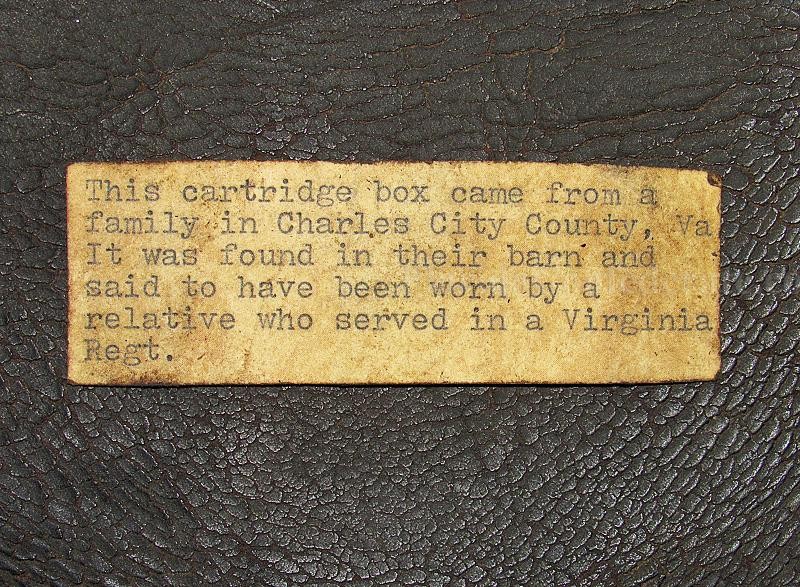 This cartridge box came from a
family in Charles City County, Va
It was found in their barn and
said to have been worn by a
relative who served in a Virginia
Regt.